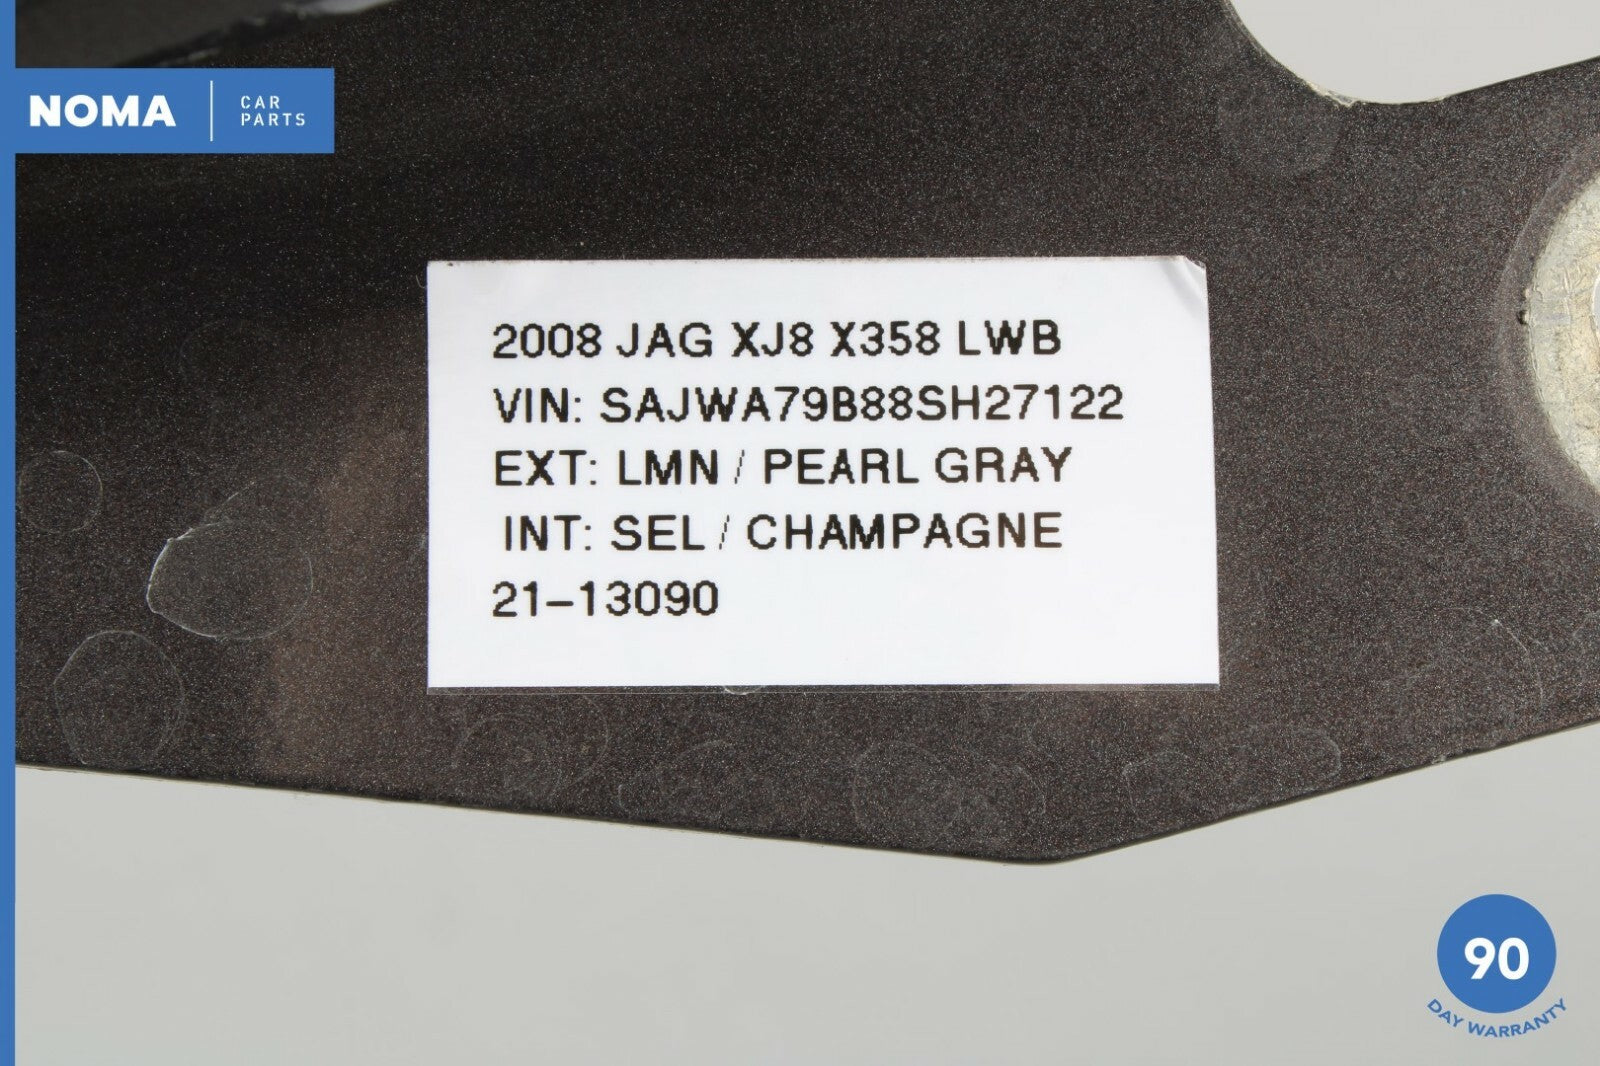 NOMA
CAR
PARTS
2008 JAG XJ8 X358 LWB
VIN: SAJWA79B88SH27122
EXT: LMN / PEARL GRAY
INT: SEL / CHAMPAGNE
21-13090
90
DAY WARRANTY